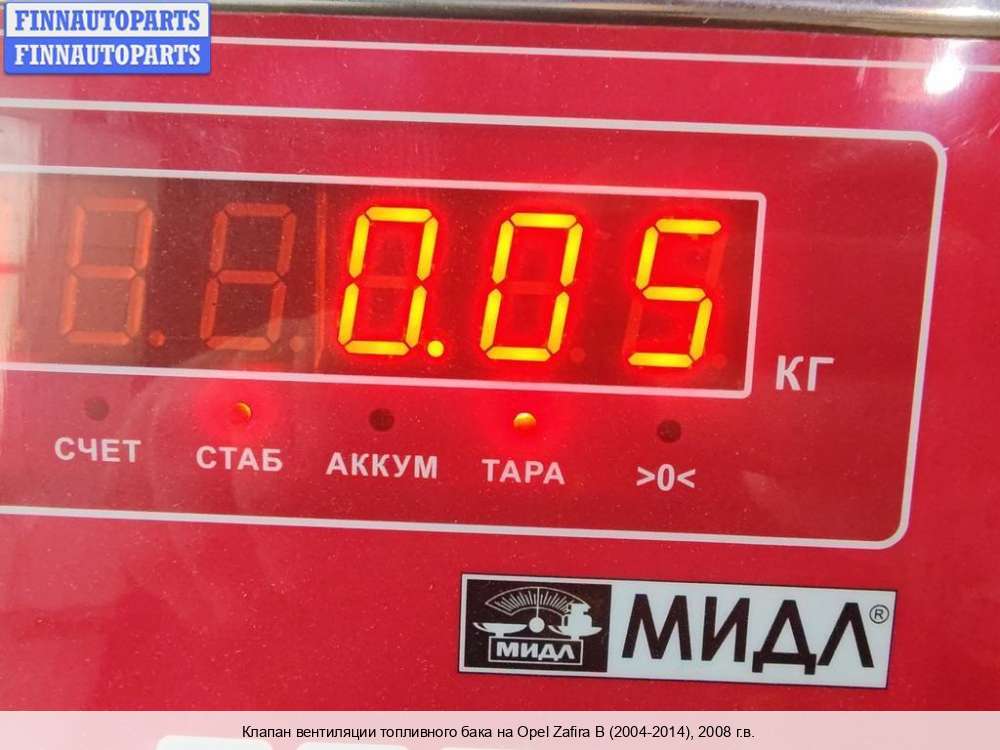 FINNAUTOPARTS
FINNAUTOPARTS
0.05
КГ
СЧЕТ СТАБ АККУМ ТАРА >0<
МИДЛ МИДЛ®
Клапан вентиляции топливного бака на Opel Zafira B (2004-2014), 2008 г.в.